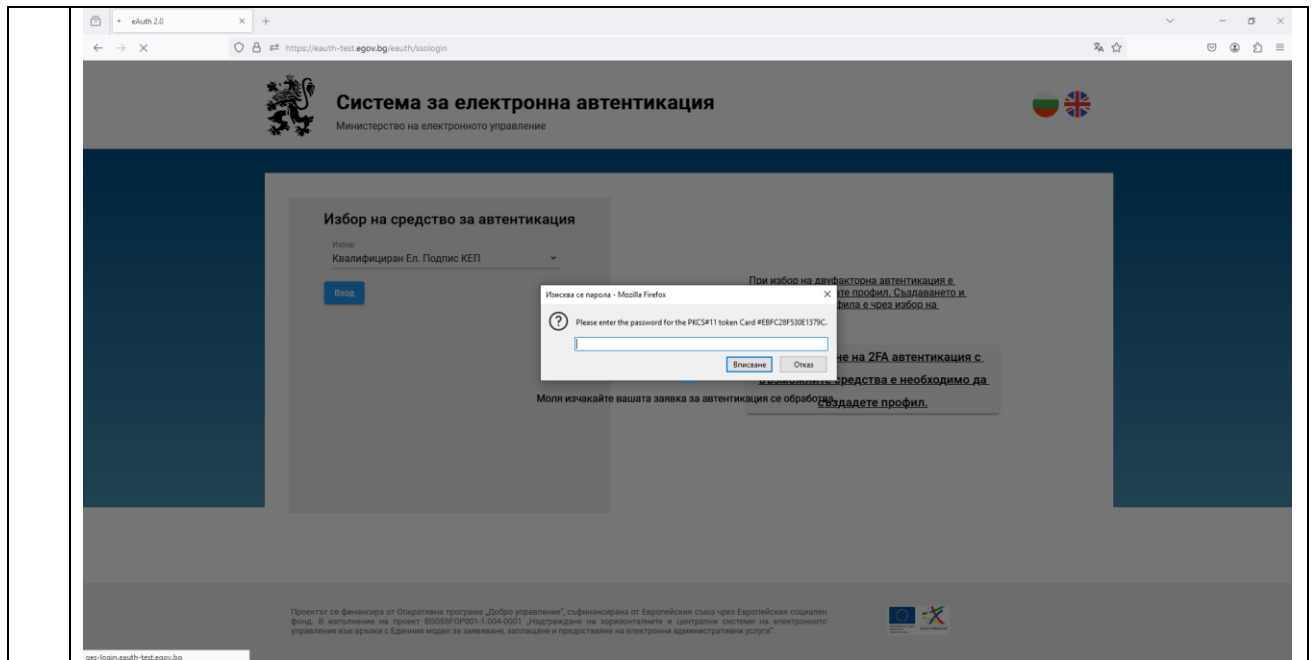 eAuth 2.0
https://eauth-test.egov.bg/eauth/ssologin
Система за електронна автентикация
Министерство на електронното управление
Избор на средство за автентикация
Избор
Квалифициран Ел. Подпис КЕП
Вход
При избор на двуфакторна автентикация е
те профил. Създаването и
фила е чрез избор на
Изисква се парола - Mozilla Firefox
Please enter the password for the PKCS#11 token Card #EBFC28F530E1379C.
Вписване Отказ
не на 2FA автентикация с
възможните средства е необходимо да
създадете профил.
Моля изчакайте вашата заявка за автентикация се обработва.
Проектът се финансира от Оперативна програма „Добро управление", съфинансирана от Европейския съюз чрез Европейския социален
фонд. В изпълнение на проект BG05SFOP001-1.004-0001 „Надграждане на хоризонталните и централни системи на електронното
управление във връзка с Единния модел за заявяване, заплащане и предоставяне на електронни административни услуги".
qes-login.eauth-test.egov.bg